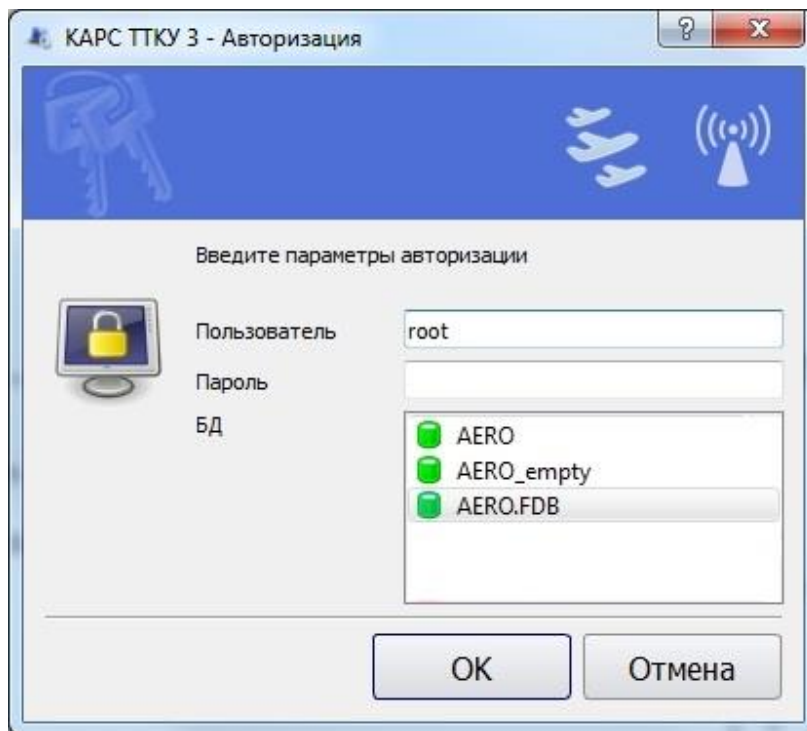 КАРС ТТКУ 3 - Авторизация
Введите параметры авторизации
Пользователь root
Пароль
БД
AERO
AERO_empty
AERO.FDB
OK
Отмена